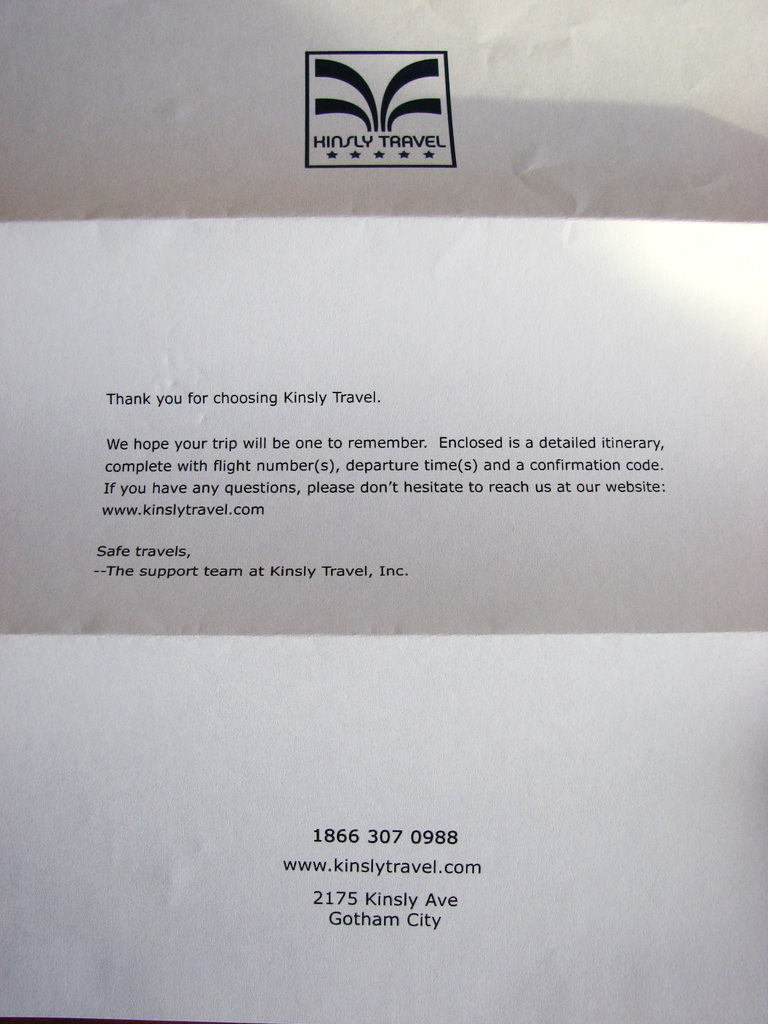 KINSLY TRAVEL
Thank you for choosing Kinsly Travel.
We hope your trip will be one to remember.  Enclosed is a detailed itinerary,
complete with flight number(s), departure time(s) and a confirmation code.
If you have any questions, please don't hesitate to reach us at our website:
www.kinslytravel.com
Safe travels,
--The support team at Kinsly Travel, Inc.
1866 307 0988
www.kinslytravel.com
2175 Kinsly Ave
Gotham City